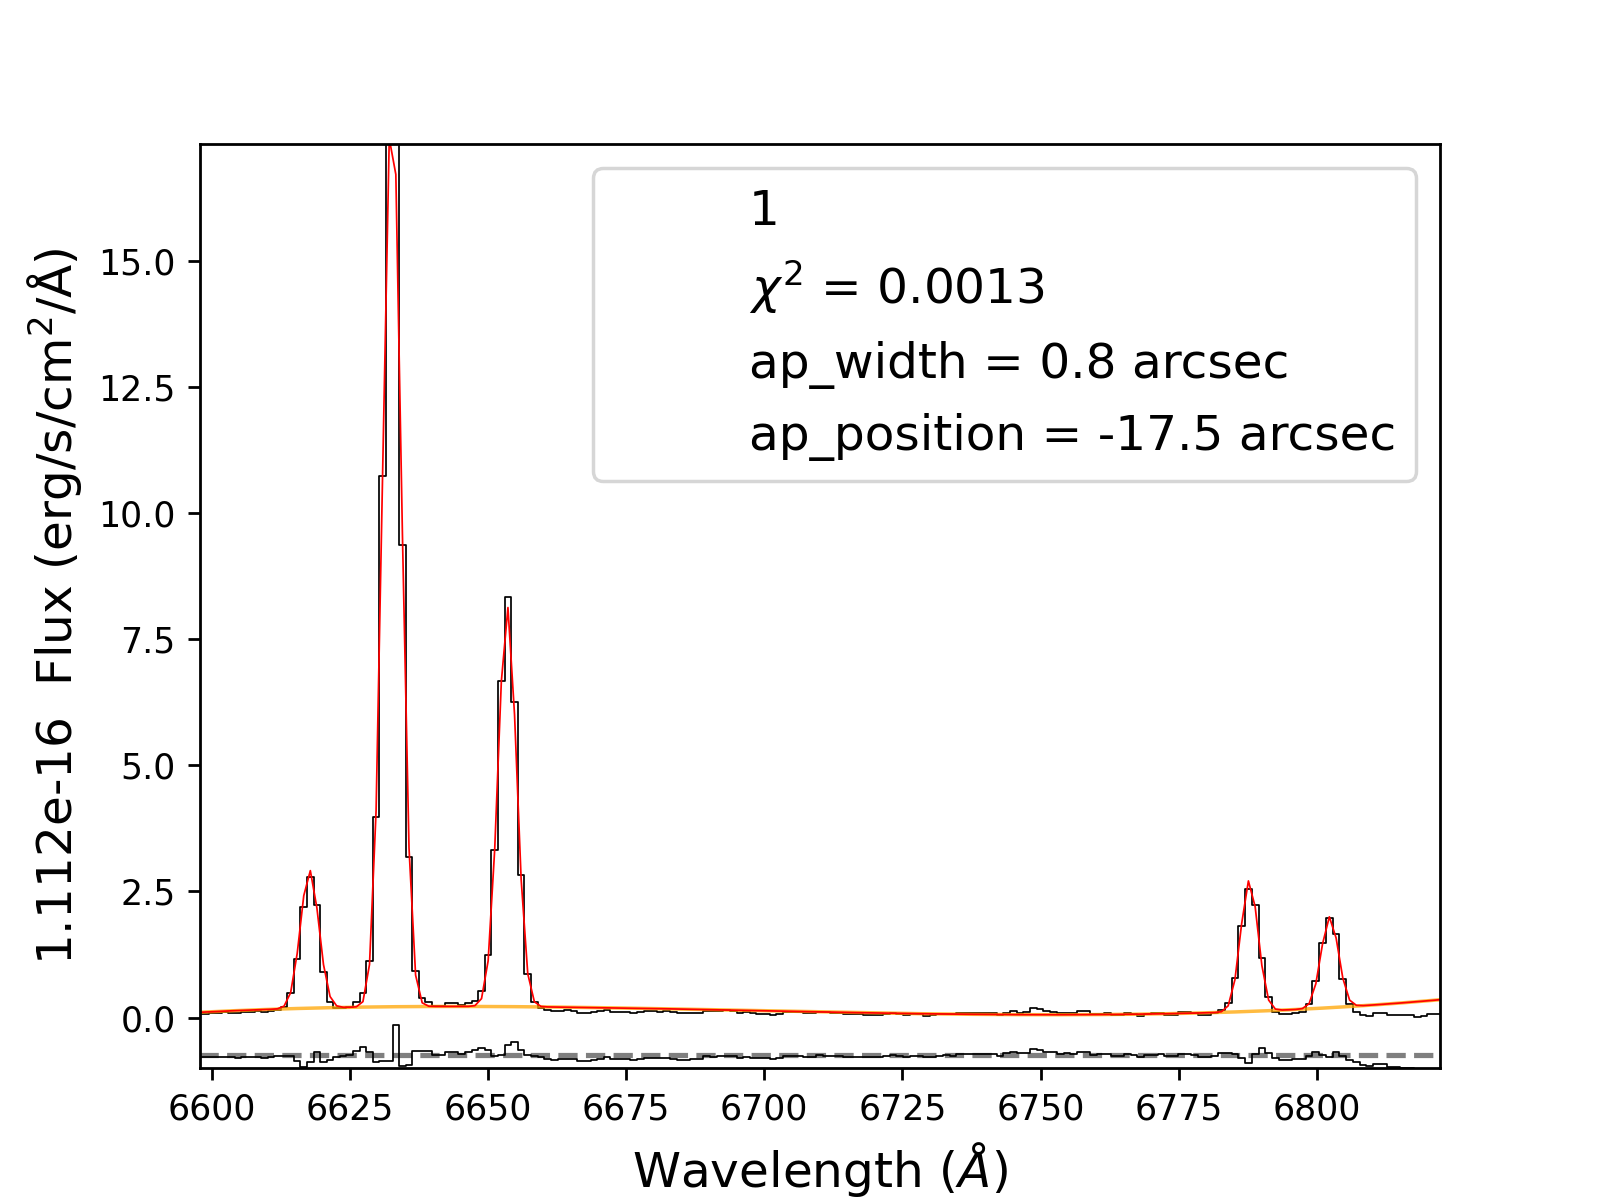 1
χ² = 0.0013
ap_width = 0.8 arcsec
ap_position = -17.5 arcsec
1.112e-16 Flux (erg/s/cm²/Å)
15.0
12.5
10.0
7.5
5.0
2.5
0.0
6600 6625 6650 6675 6700 6725 6750 6775 6800
Wavelength (Å)